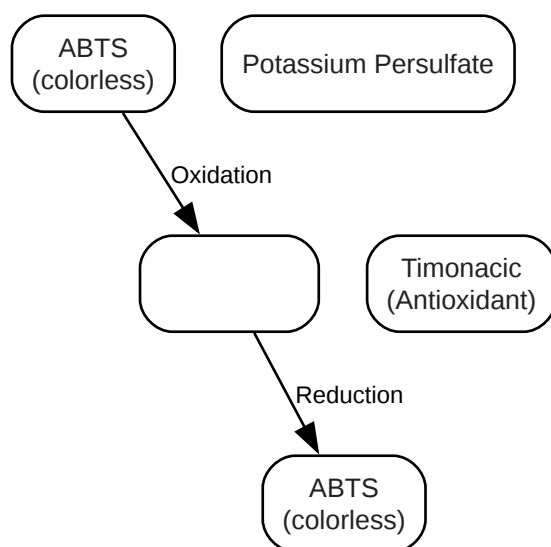 ABTS
(colorless)
Potassium Persulfate
Oxidation
Timonacic
(Antioxidant)
Reduction
ABTS
(colorless)